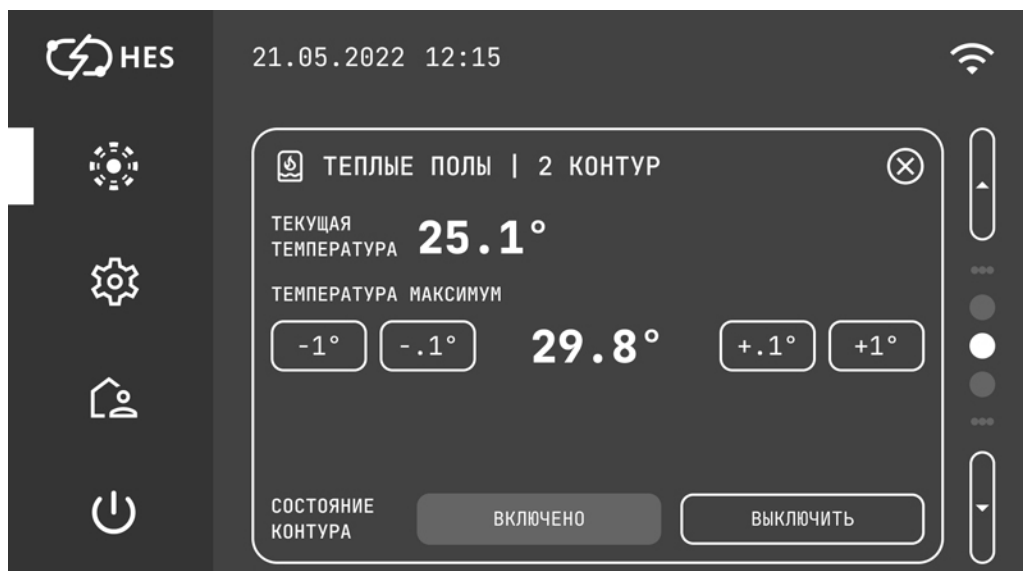 HES
21.05.2022 12:15
ТЕПЛЫЕ ПОЛЫ | 2 КОНТУР
ТЕКУЩАЯ
ТЕМПЕРАТУРА 25.1°
ТЕМПЕРАТУРА МАКСИМУМ
-1° -.1° 29.8° +.1° +1°
СОСТОЯНИЕ
КОНТУРА
ВКЛЮЧЕНО ВЫКЛЮЧИТЬ